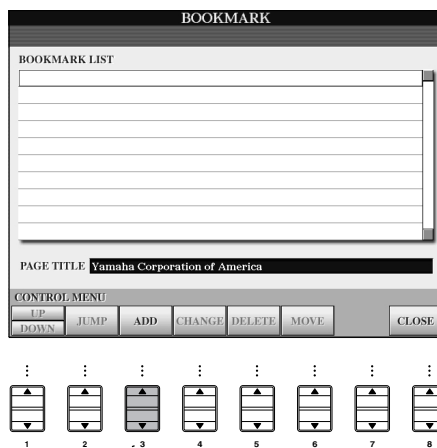 BOOKMARK
BOOKMARK LIST
PAGE TITLE Yamaha Corporation of America
CONTROL MENU
UP
DOWN
JUMP
ADD
CHANGE
DELETE
MOVE
CLOSE
1 2 3 4 5 6 7 8